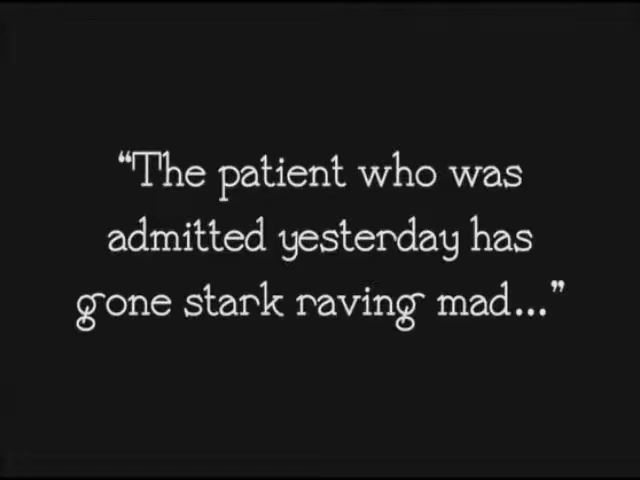 “The patient who was
admitted yesterday has
gone stark raving mad...”